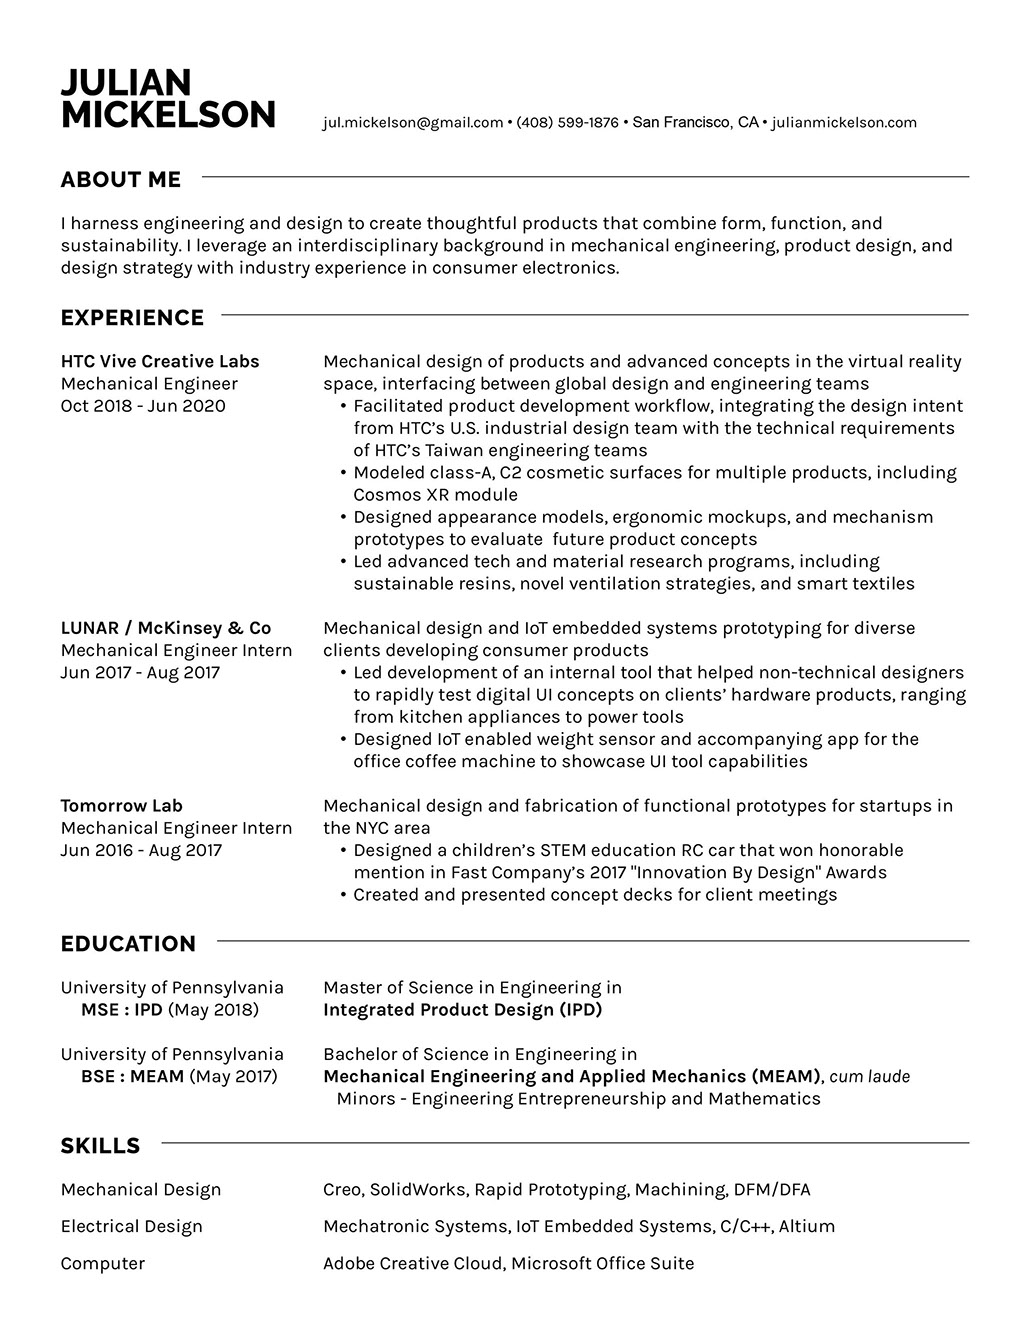 JULIAN
MICKELSON
jul.mickelson@gmail.com • (408) 599-1876 • San Francisco, CA • julianmickelson.com
ABOUT ME
I harness engineering and design to create thoughtful products that combine form, function, and
sustainability. I leverage an interdisciplinary background in mechanical engineering, product design, and
design strategy with industry experience in consumer electronics.
EXPERIENCE
HTC Vive Creative Labs
Mechanical Engineer
Oct 2018 - Jun 2020
Mechanical design of products and advanced concepts in the virtual reality
space, interfacing between global design and engineering teams
• Facilitated product development workflow, integrating the design intent
from HTC’s U.S. industrial design team with the technical requirements
of HTC’s Taiwan engineering teams
• Modeled class-A, C2 cosmetic surfaces for multiple products, including
Cosmos XR module
• Designed appearance models, ergonomic mockups, and mechanism
prototypes to evaluate  future product concepts
• Led advanced tech and material research programs, including
sustainable resins, novel ventilation strategies, and smart textiles
LUNAR / McKinsey & Co
Mechanical Engineer Intern
Jun 2017 - Aug 2017
Mechanical design and IoT embedded systems prototyping for diverse
clients developing consumer products
• Led development of an internal tool that helped non-technical designers
to rapidly test digital UI concepts on clients’ hardware products, ranging
from kitchen appliances to power tools
• Designed IoT enabled weight sensor and accompanying app for the
office coffee machine to showcase UI tool capabilities
Tomorrow Lab
Mechanical Engineer Intern
Jun 2016 - Aug 2017
Mechanical design and fabrication of functional prototypes for startups in
the NYC area
• Designed a children’s STEM education RC car that won honorable
mention in Fast Company’s 2017 "Innovation By Design" Awards
• Created and presented concept decks for client meetings
EDUCATION
University of Pennsylvania
MSE : IPD (May 2018)
Master of Science in Engineering in
Integrated Product Design (IPD)
University of Pennsylvania
BSE : MEAM (May 2017)
Bachelor of Science in Engineering in
Mechanical Engineering and Applied Mechanics (MEAM), cum laude
Minors - Engineering Entrepreneurship and Mathematics
SKILLS
Mechanical Design
Creo, SolidWorks, Rapid Prototyping, Machining, DFM/DFA
Electrical Design
Mechatronic Systems, IoT Embedded Systems, C/C++, Altium
Computer
Adobe Creative Cloud, Microsoft Office Suite